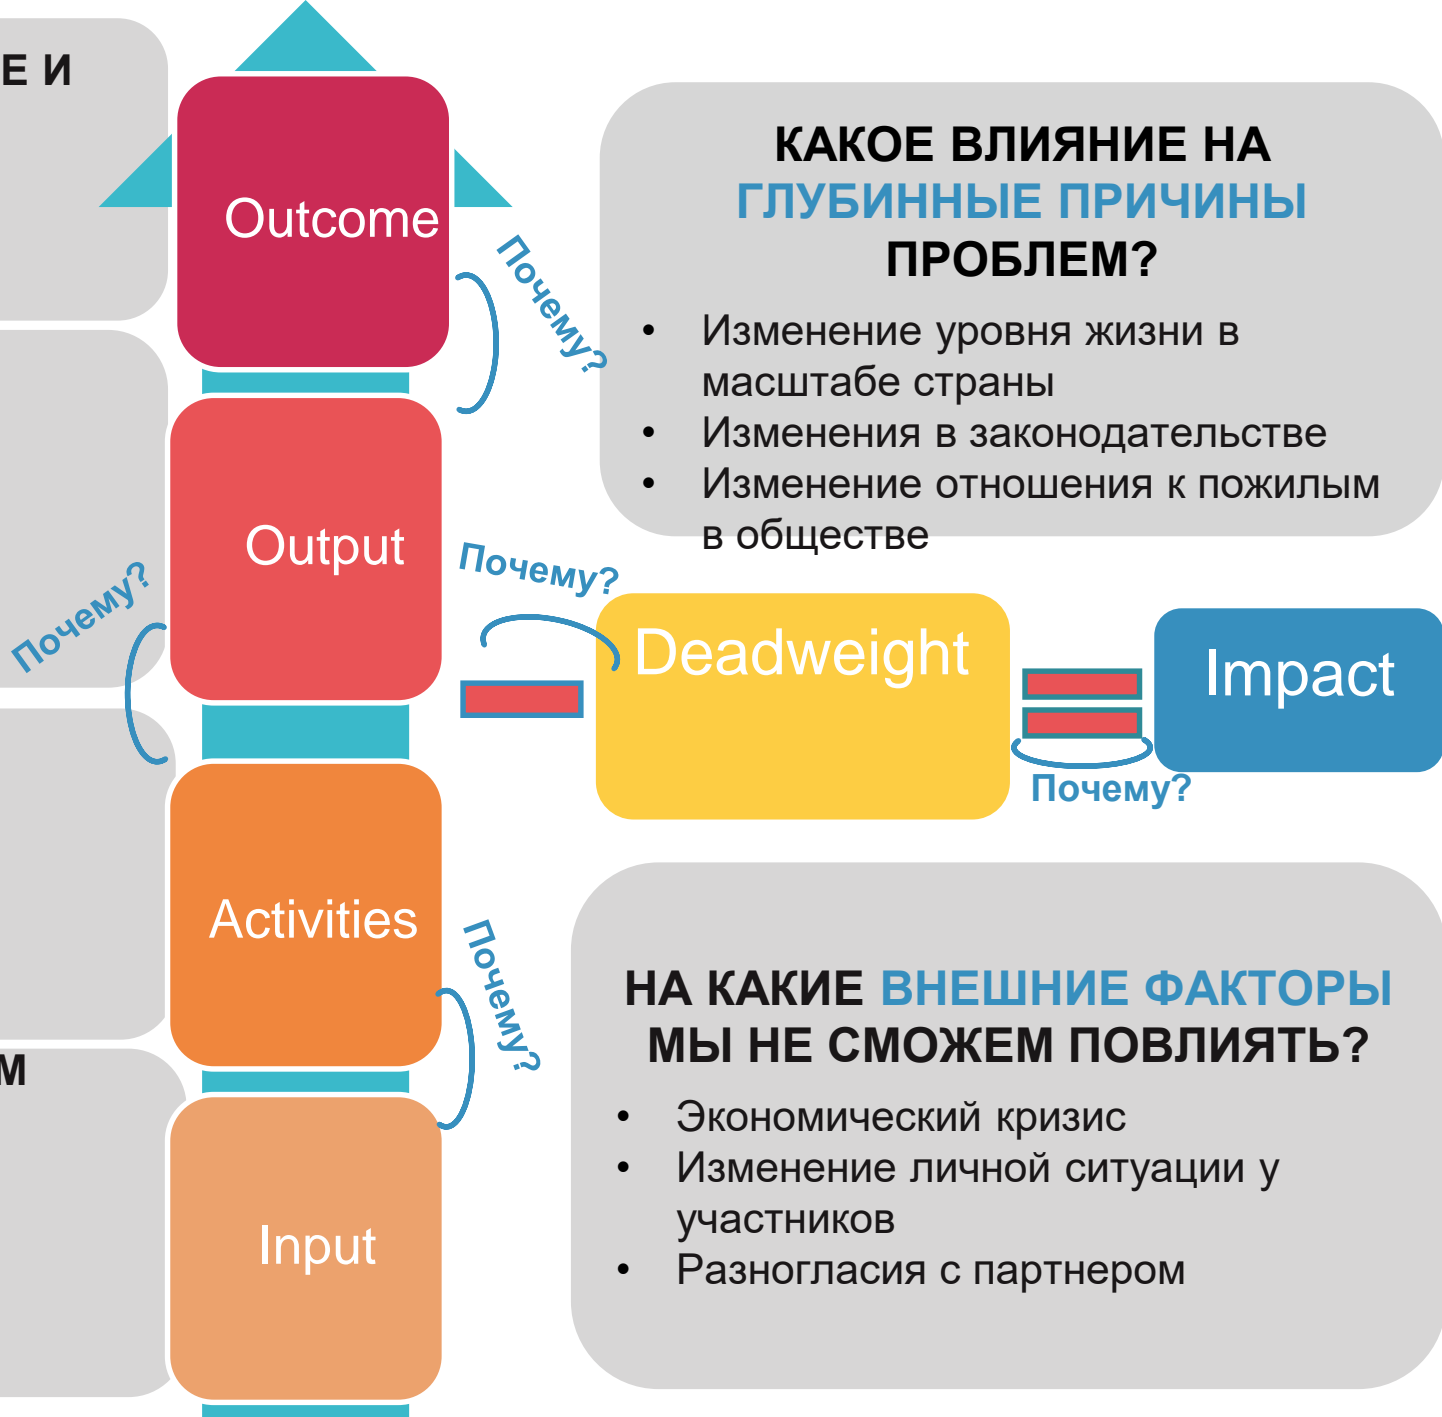 Е И
Outcome
Почему?
КАКОЕ ВЛИЯНИЕ НА
ГЛУБИННЫЕ ПРИЧИНЫ
ПРОБЛЕМ?
• Изменение уровня жизни в
масштабе страны
• Изменения в законодательстве
• Изменение отношения к пожилым
в обществе
Output
Почему?
Почему?
Deadweight
Impact
Почему?
Activities
Почему?
М
НА КАКИЕ ВНЕШНИЕ ФАКТОРЫ
МЫ НЕ СМОЖЕМ ПОВЛИЯТЬ?
• Экономический кризис
• Изменение личной ситуации у
участников
• Разногласия с партнером
Input